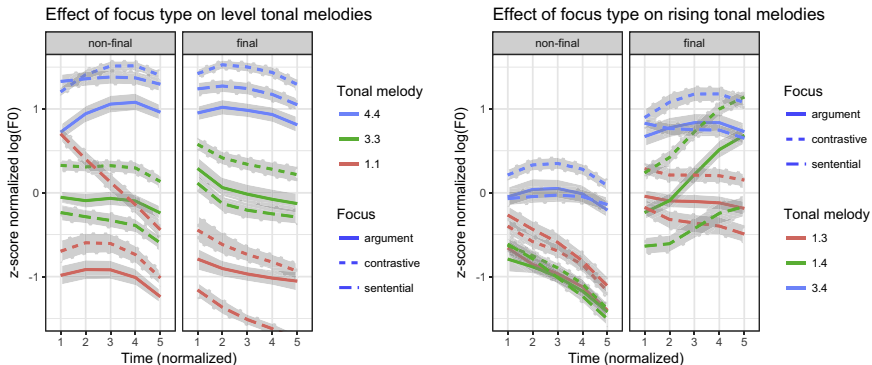 Effect of focus type on level tonal melodies
non-final
final
z-score normalized log(F0)
1
0
-1
1 2 3 4 5
1 2 3 4 5
Time (normalized)
Tonal melody
4.4
3.3
1.1
Focus
argument
contrastive
sentential
Effect of focus type on rising tonal melodies
non-final
final
z-score normalized log(F0)
1
0
-1
1 2 3 4 5
1 2 3 4 5
Time (normalized)
Focus
argument
contrastive
sentential
Tonal melody
1.3
1.4
3.4